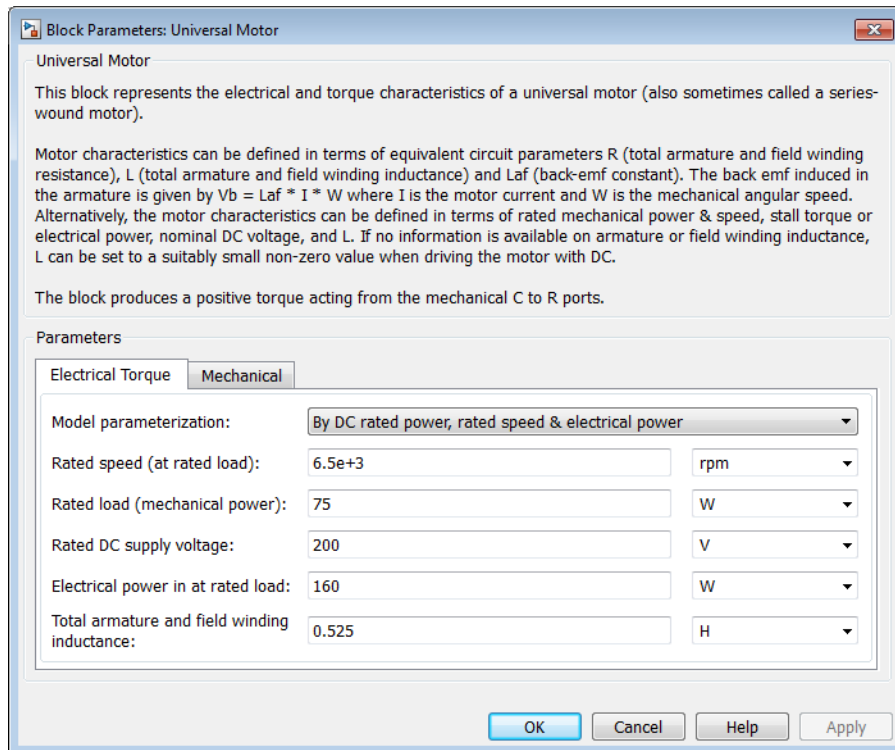 Block Parameters: Universal Motor
Universal Motor
This block represents the electrical and torque characteristics of a universal motor (also sometimes called a series-
wound motor).
Motor characteristics can be defined in terms of equivalent circuit parameters R (total armature and field winding
resistance), L (total armature and field winding inductance) and Laf (back-emf constant). The back emf induced in
the armature is given by Vb = Laf * I * W where I is the motor current and W is the mechanical angular speed.
Alternatively, the motor characteristics can be defined in terms of rated mechanical power & speed, stall torque or
electrical power, nominal DC voltage, and L. If no information is available on armature or field winding inductance,
L can be set to a suitably small non-zero value when driving the motor with DC.
The block produces a positive torque acting from the mechanical C to R ports.
Parameters
Electrical Torque Mechanical
Model parameterization: By DC rated power, rated speed & electrical power
Rated speed (at rated load): 6.5e+3 rpm
Rated load (mechanical power): 75 W
Rated DC supply voltage: 200 V
Electrical power in at rated load: 160 W
Total armature and field winding
inductance: 0.525 H
OK Cancel Help Apply